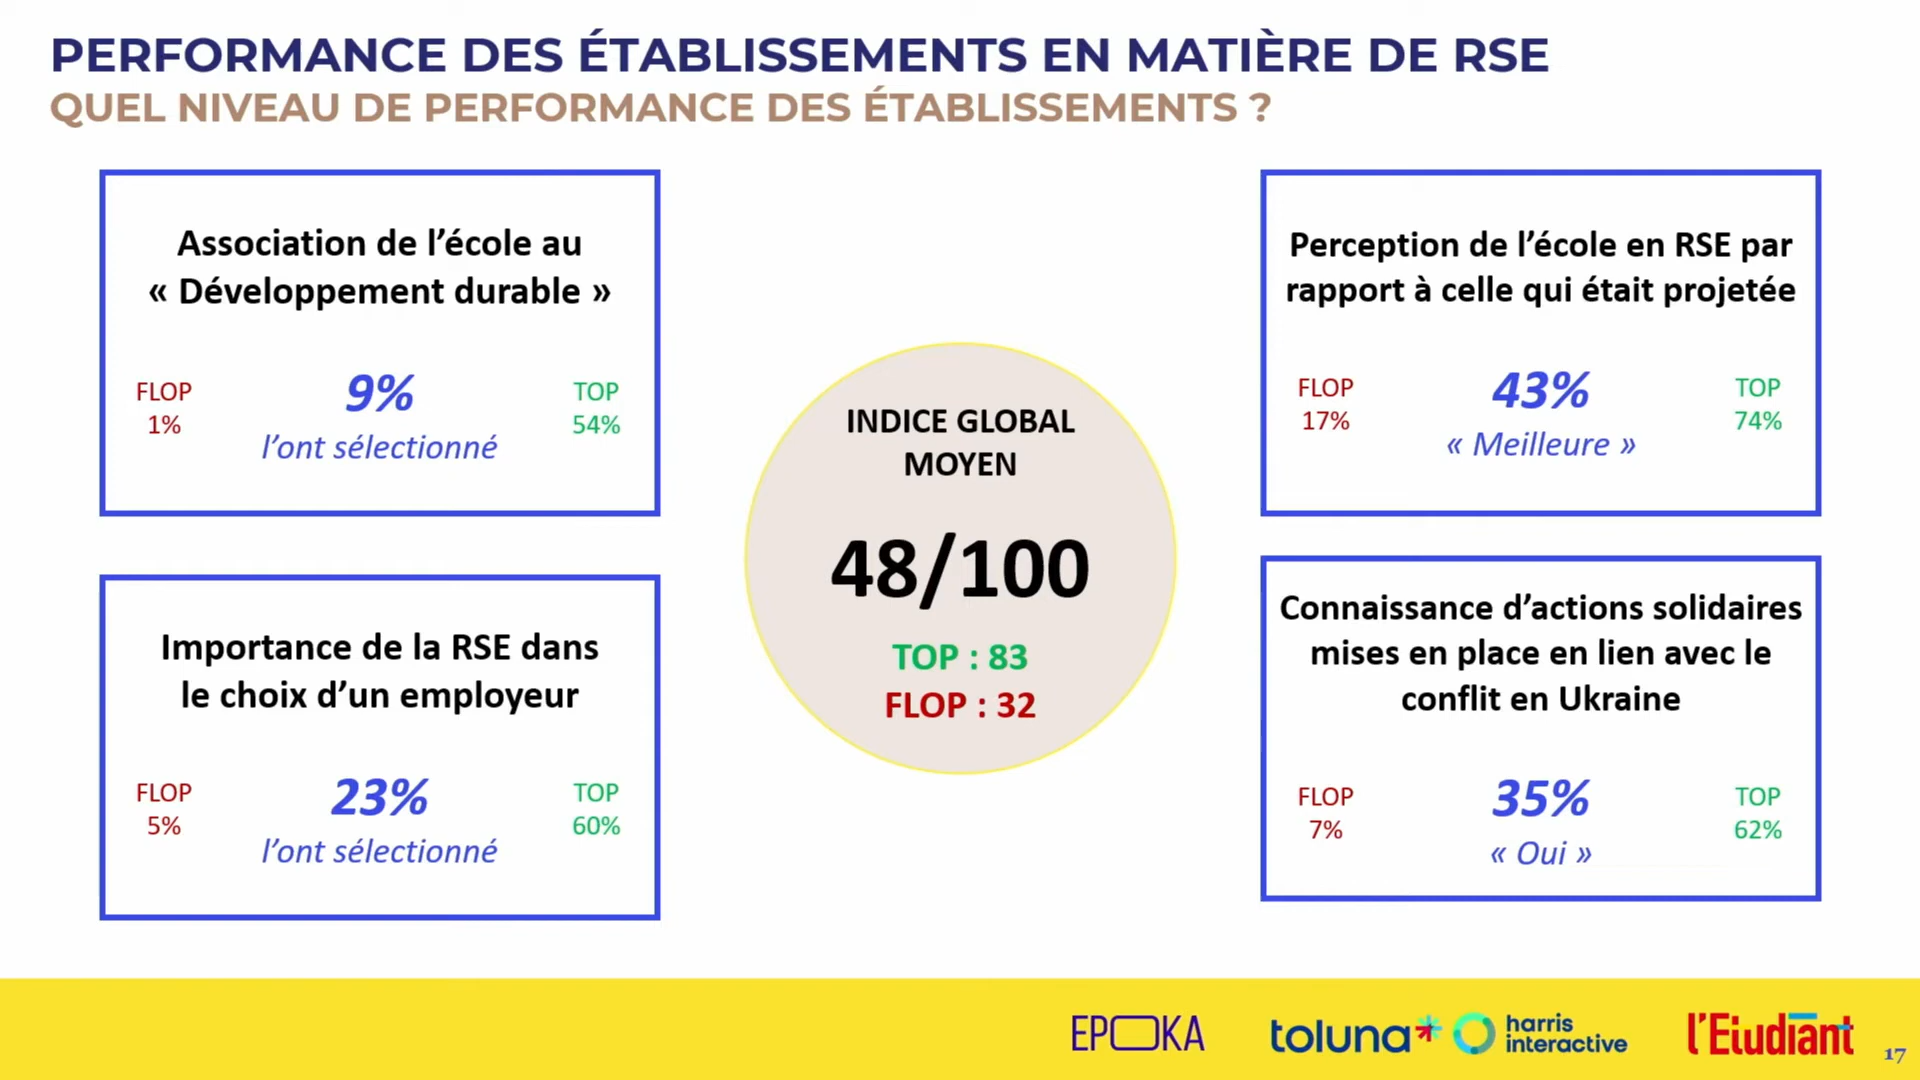 PERFORMANCE DES ÉTABLISSEMENTS EN MATIÈRE DE RSE
QUEL NIVEAU DE PERFORMANCE DES ÉTABLISSEMENTS ?
Association de l’école au
« Développement durable »
FLOP
1%
9%
l’ont sélectionné
TOP
54%
Importance de la RSE dans
le choix d’un employeur
FLOP
5%
23%
l’ont sélectionné
TOP
60%
INDICE GLOBAL
MOYEN
48/100
TOP : 83
FLOP : 32
Perception de l’école en RSE par
rapport à celle qui était projetée
FLOP
17%
43%
« Meilleure »
TOP
74%
Connaissance d’actions solidaires
mises en place en lien avec le
conflit en Ukraine
FLOP
7%
35%
« Oui »
TOP
62%
EPOKA
toluna*
harris
interactive
l'Etudiant
17